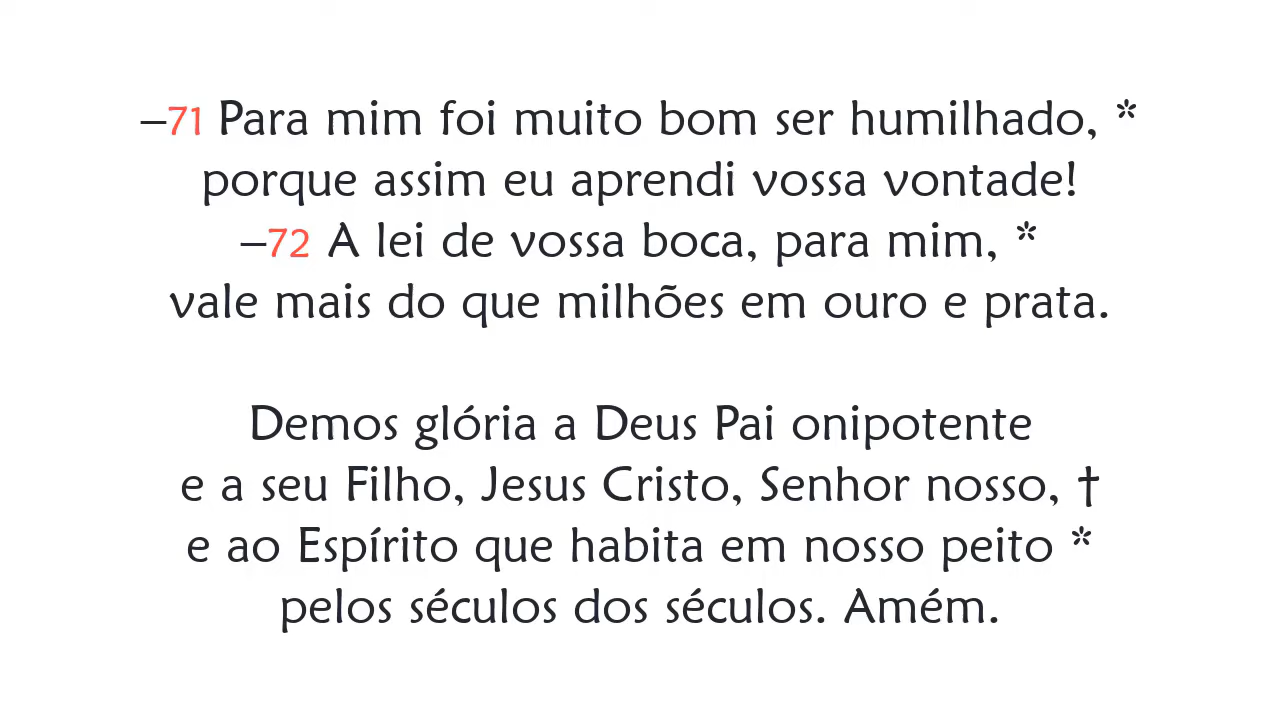 –71 Para mim foi muito bom ser humilhado, *
porque assim eu aprendi vossa vontade!
–72 A lei de vossa boca, para mim, *
vale mais do que milhões em ouro e prata.
Demos glória a Deus Pai onipotente
e a seu Filho, Jesus Cristo, Senhor nosso, †
e ao Espírito que habita em nosso peito *
pelos séculos dos séculos. Amém.